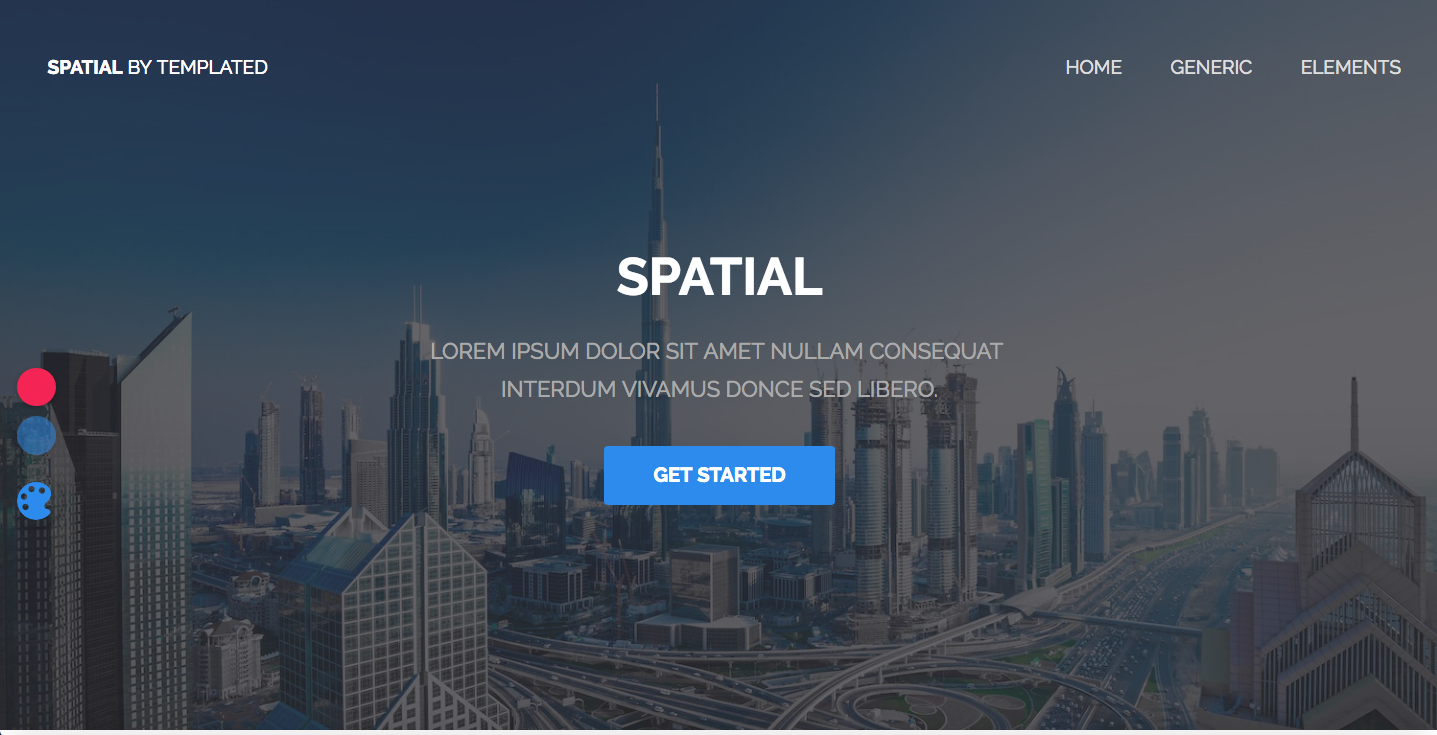 SPATIAL BY TEMPLATED
HOME
GENERIC
ELEMENTS
SPATIAL
LOREM IPSUM DOLOR SIT AMET NULLAM CONSEQUAT
INTERDUM VIVAMUS DONCE SED LIBERO.
GET STARTED